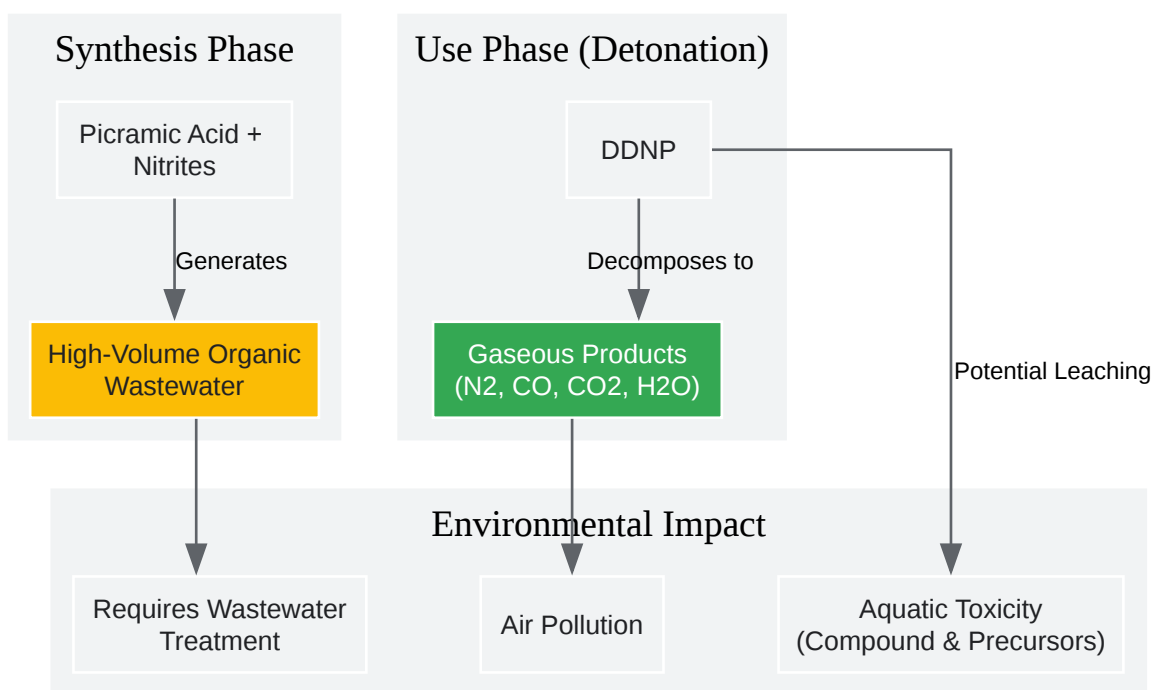 Synthesis Phase
Use Phase (Detonation)
Picramic Acid +
Nitrites
DDNP
Generates
Decomposes to
High-Volume Organic
Wastewater
Gaseous Products
(N2, CO, CO2, H2O)
Potential Leaching
Environmental Impact
Requires Wastewater
Treatment
Air Pollution
Aquatic Toxicity
(Compound & Precursors)